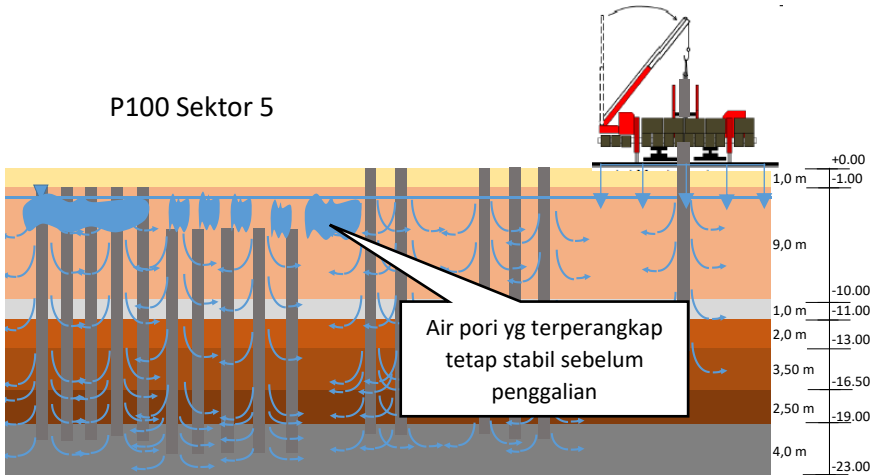 P100 Sektor 5
Air pori yg terperangkap
tetap stabil sebelum
penggalian
+0.00
1,0 m
-1.00
9,0 m
-10.00
1,0 m
-11.00
2,0 m
-13.00
3,50 m
-16.50
2,50 m
-19.00
4,0 m
-23.00